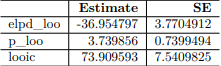 Estimate SE
elpd_loo -36.954797 3.7704912
p_loo 3.739856 0.7399494
looic 73.909593 7.5409825